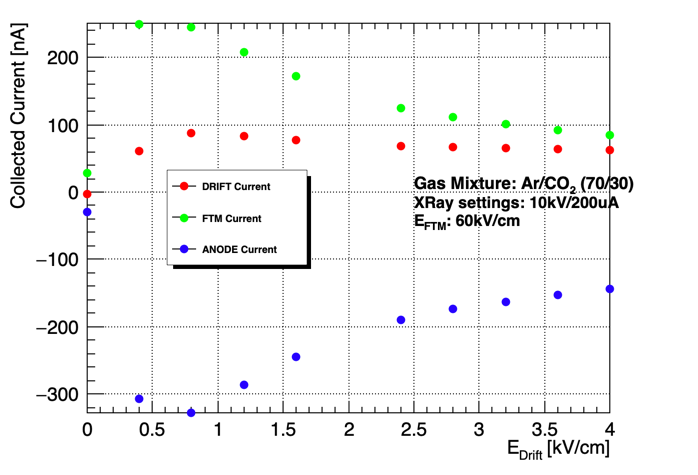 Collected Current [nA]
200
100
0
−100
−200
−300
DRIFT Current
FTM Current
ANODE Current
Gas Mixture: Ar/CO2 (70/30)
XRay settings: 10kV/200uA
EFTM: 60kV/cm
0 0.5 1 1.5 2 2.5 3 3.5 4
EDrift [kV/cm]